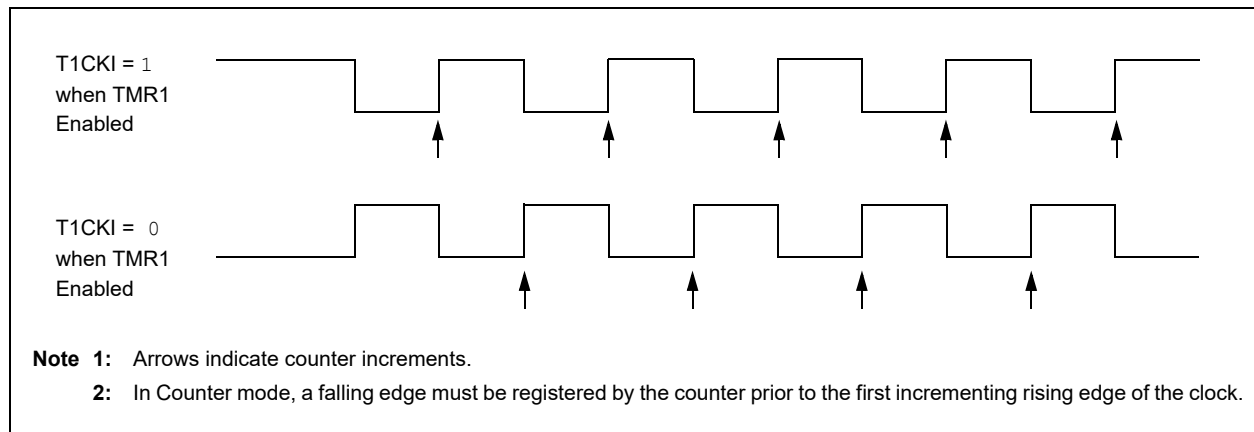 T1CKI = 1
when TMR1
Enabled
T1CKI = 0
when TMR1
Enabled
Note 1: Arrows indicate counter increments.
2: In Counter mode, a falling edge must be registered by the counter prior to the first incrementing rising edge of the clock.